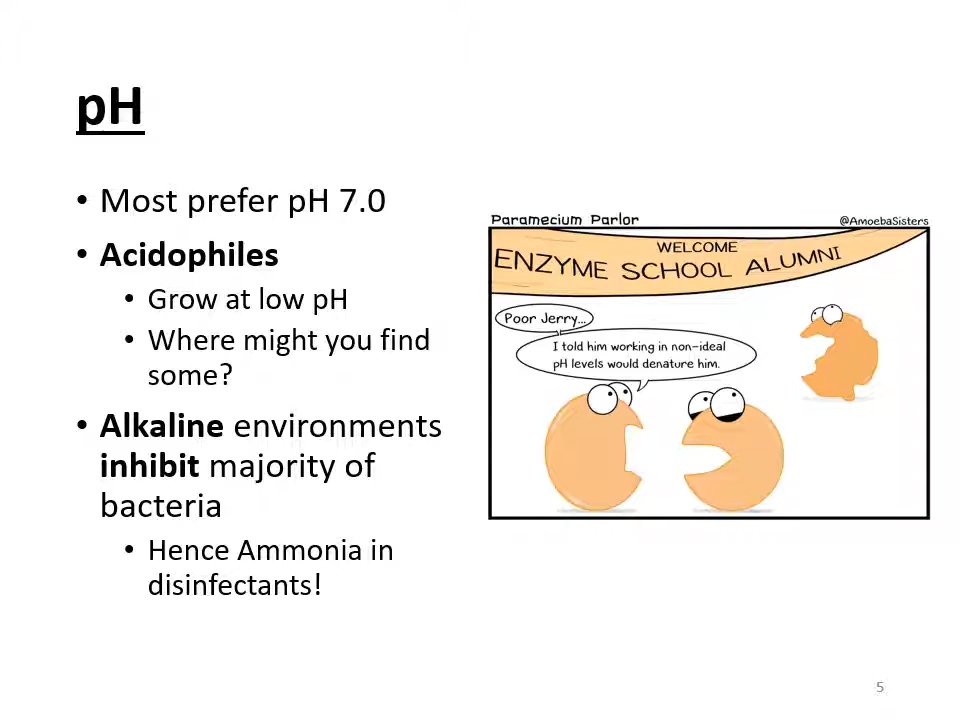 pH
• Most prefer pH 7.0
• Acidophiles
• Grow at low pH
• Where might you find
some?
• Alkaline environments
inhibit majority of
bacteria
• Hence Ammonia in
disinfectants!
Paramecium Parlor
@AmoebaSisters
WELCOME
ENZYME SCHOOL ALUMNI
Poor Jerry...
I told him working in non-ideal
pH levels would denature him.
5